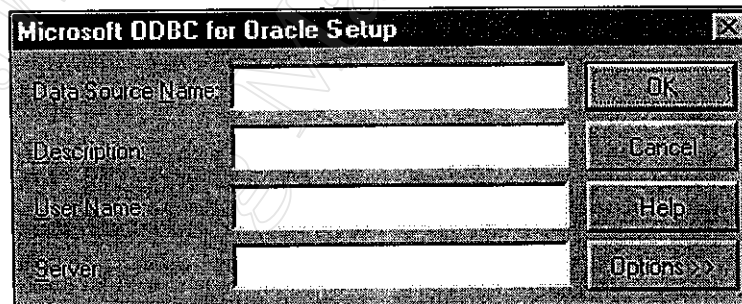 Microsoft ODBC for Oracle Setup
Data Source Name:
OK
Description:
Cancel
User Name:
Help
Server:
Options >>